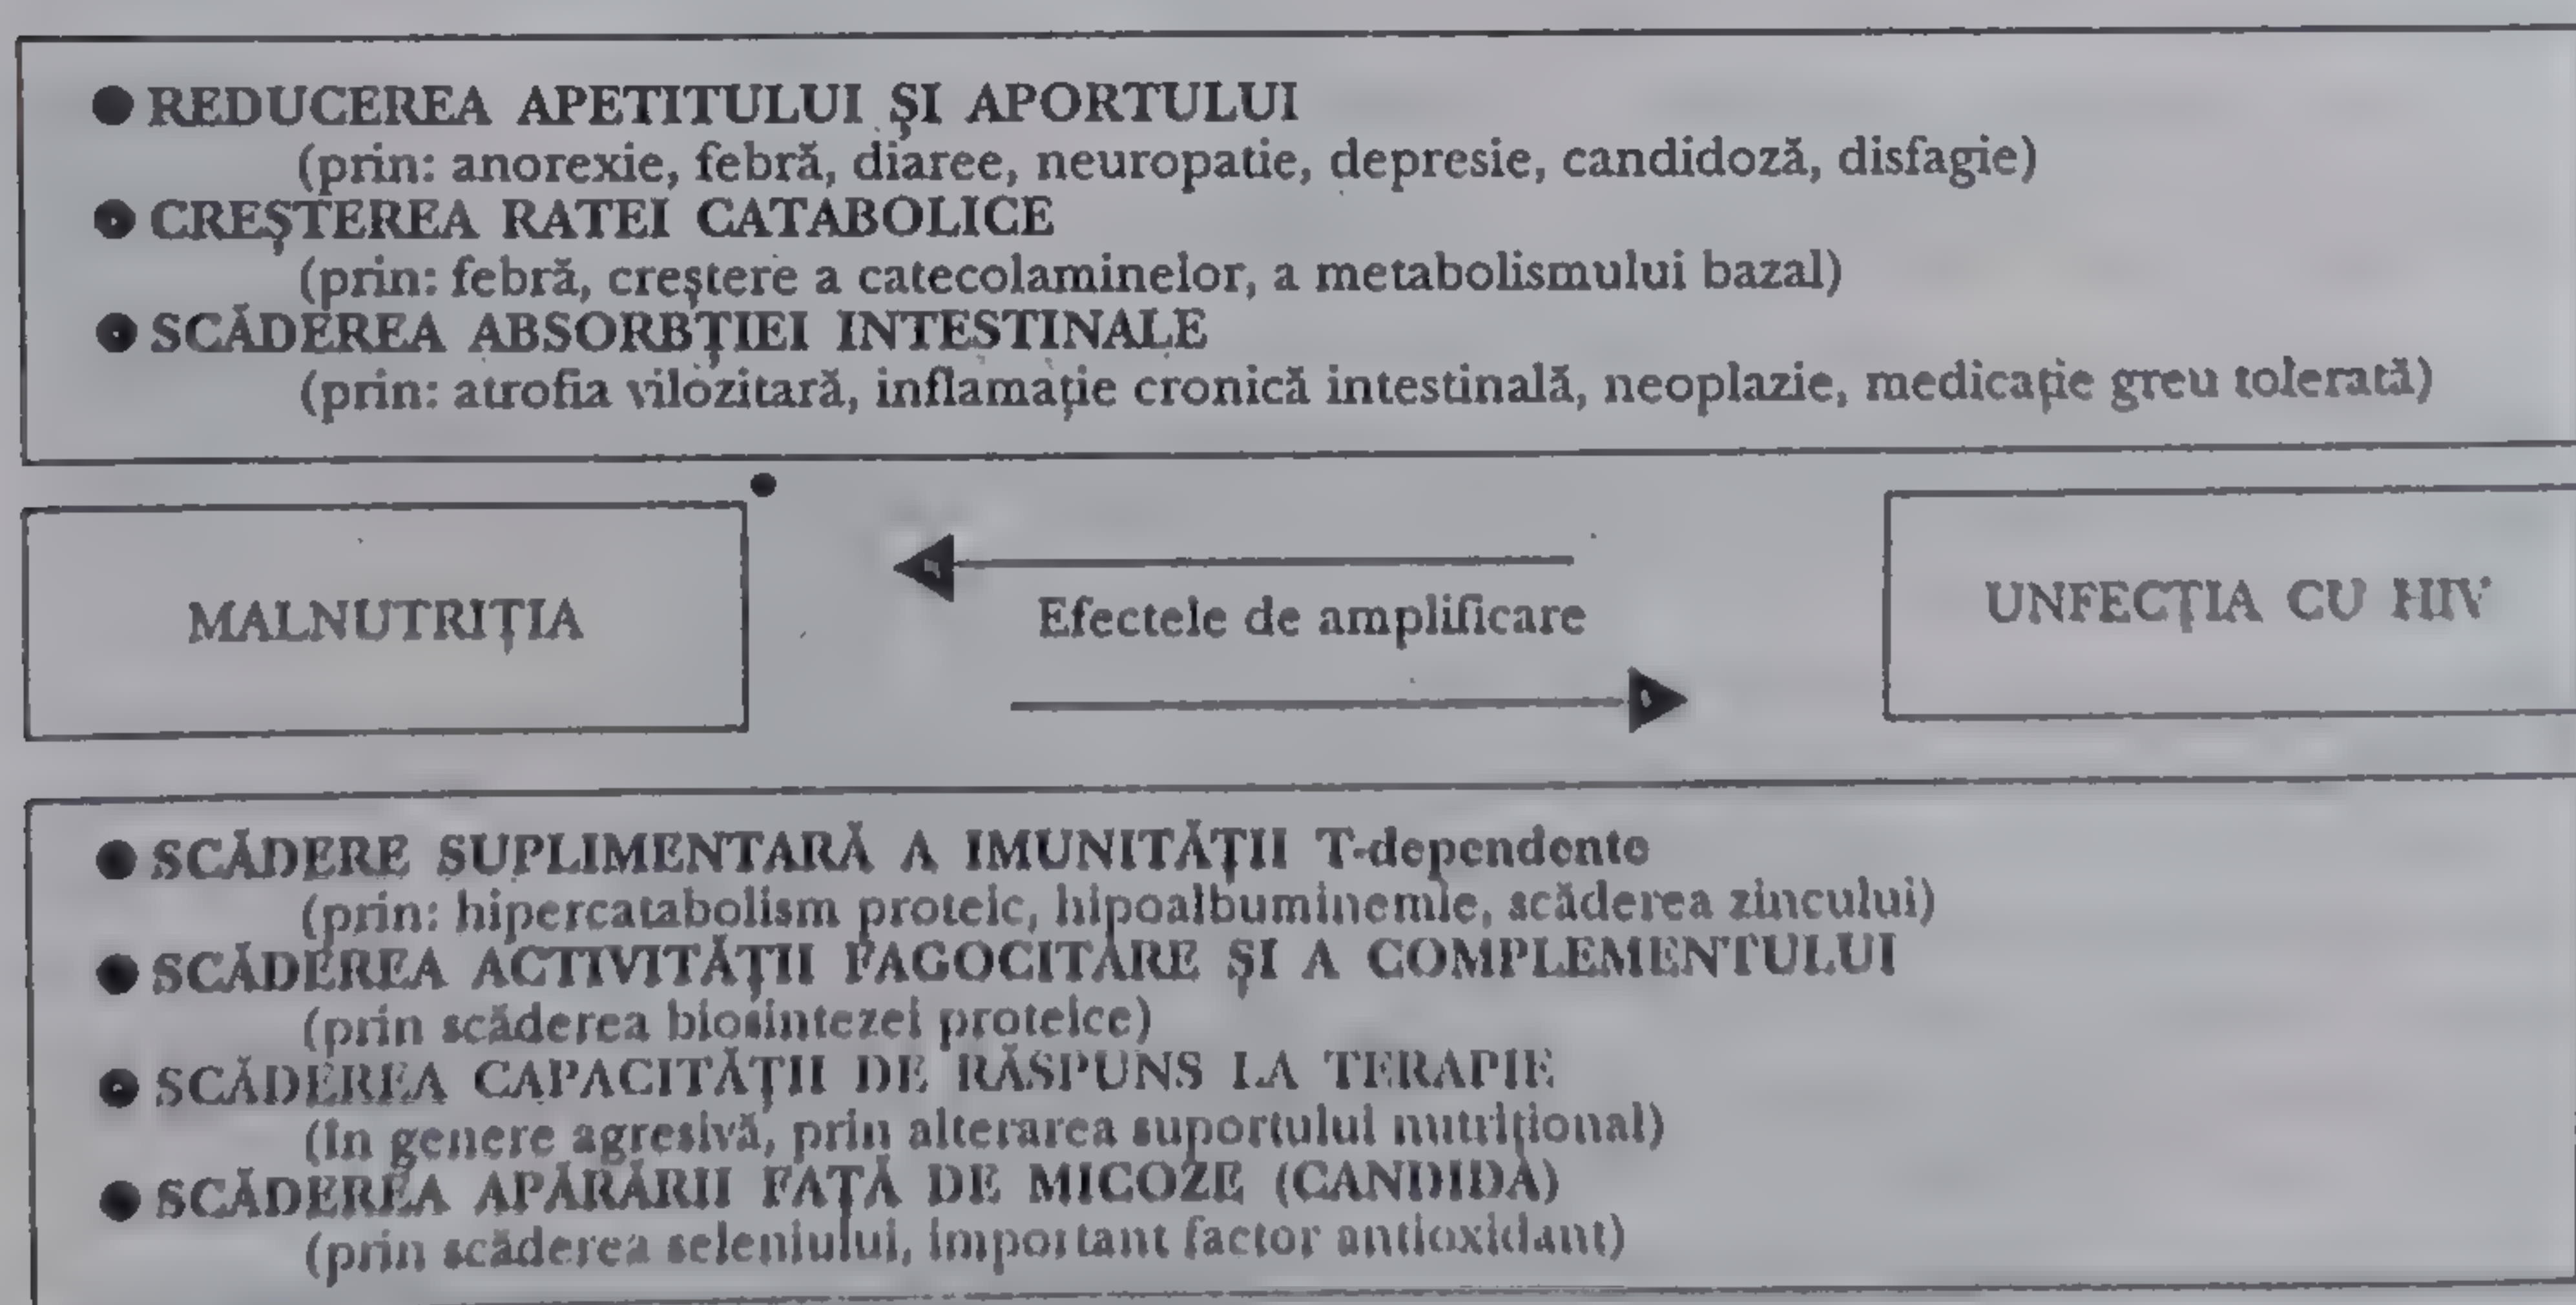 ● REDUCEREA APETITULUI ŞI APORTULUI
(prin: anorexie, febră, diaree, neuropatie, depresie, candidoză, disfagie)
● CREŞTEREA RATEI CATABOLICE
(prin: febră, creştere a catecolaminelor, a metabolismului bazal)
● SCĂDEREA ABSORBŢIEI INTESTINALE
(prin: atrofia vilozitară, inflamaţie cronică intestinală, neoplazie, medicaţie greu tolerată)
MALNUTRIŢIA
Efectele de amplificare
UNFECŢIA CU HIV
● SCĂDERE SUPLIMENTARĂ A IMUNITĂŢII T-dependente
(prin: hipercatabolism proteic, hipoalbuminemie, scăderea zincului)
● SCĂDEREA ACTIVITĂŢII FAGOCITARE ŞI A COMPLEMENTULUI
(prin scăderea biosintezei proteice)
● SCĂDEREA CAPACITĂŢII DE RĂSPUNS LA TERAPIE
(în genere agresivă, prin alterarea suportului nutriţional)
● SCĂDEREA APĂRĂRII FAŢĂ DE MICOZE (CANDIDA)
(prin scăderea seleniului, important factor antioxidant)